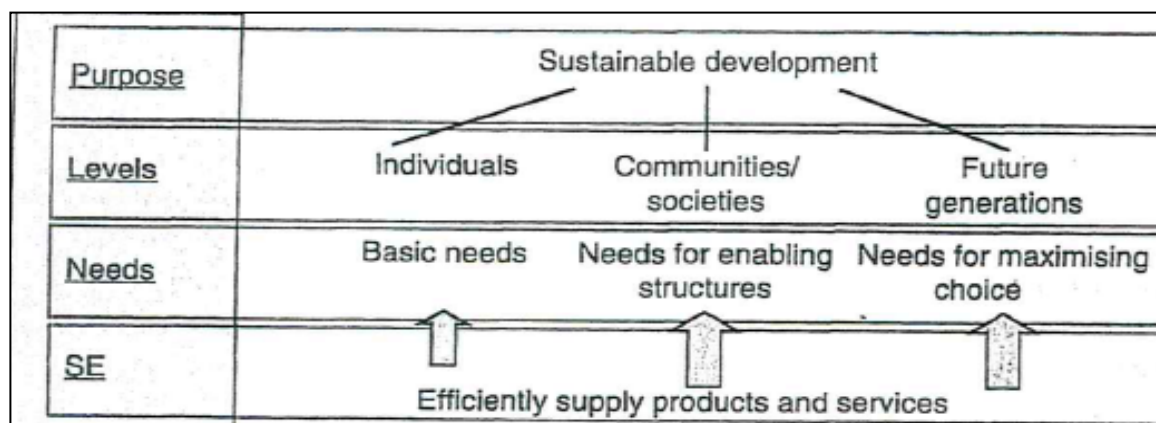 Purpose
Sustainable development
Levels
Individuals
Communities/
societies
Future
generations
Needs
Basic needs
Needs for enabling
structures
Needs for maximising
choice
SE
Efficiently supply products and services